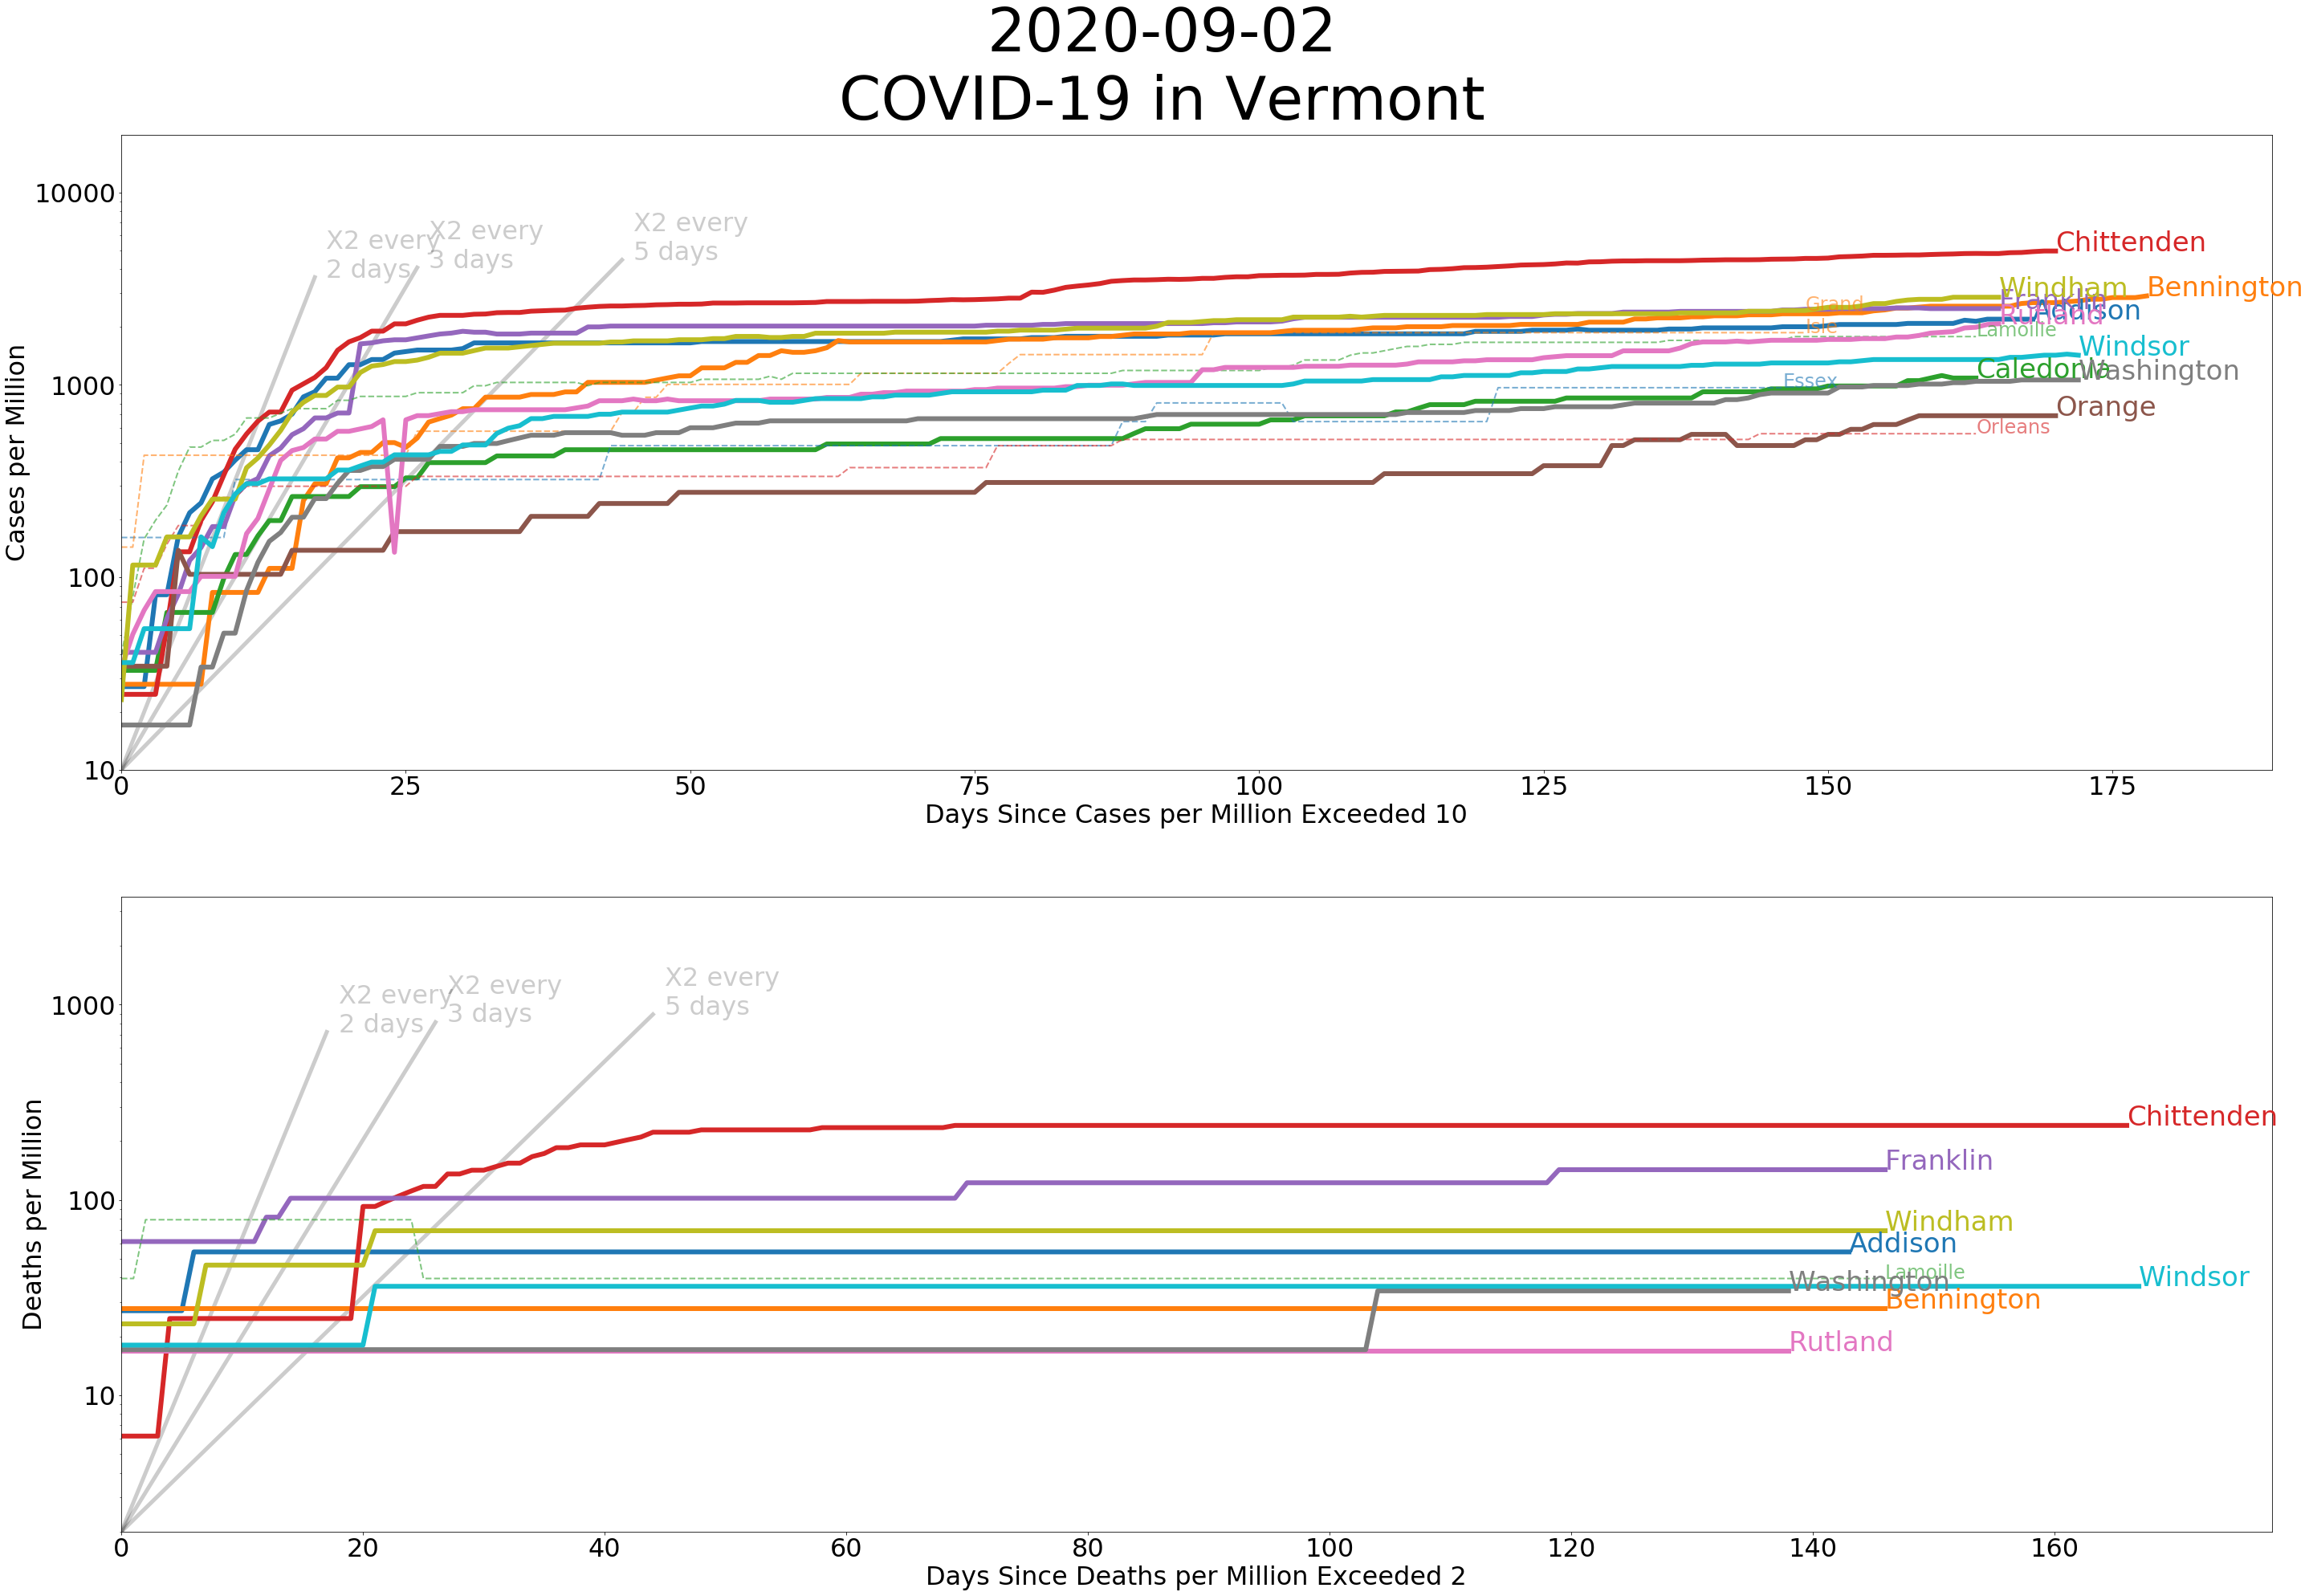 2020-09-02
COVID-19 in Vermont
10000
1000
100
10
Cases per Million
X2 every
2 days
X2 every
3 days
X2 every
5 days
Chittenden
Bennington
Windham
Franklin
Grand
Isle
Addison
Rutland
Lamoille
Windsor
Caledonia
Washington
Essex
Orange
Orleans
0 25 50 75 100 125 150 175
Days Since Cases per Million Exceeded 10
1000
100
10
Deaths per Million
X2 every
2 days
X2 every
3 days
X2 every
5 days
Chittenden
Franklin
Windham
Addison
Lamoille
Washington
Windsor
Bennington
Rutland
0 20 40 60 80 100 120 140 160
Days Since Deaths per Million Exceeded 2